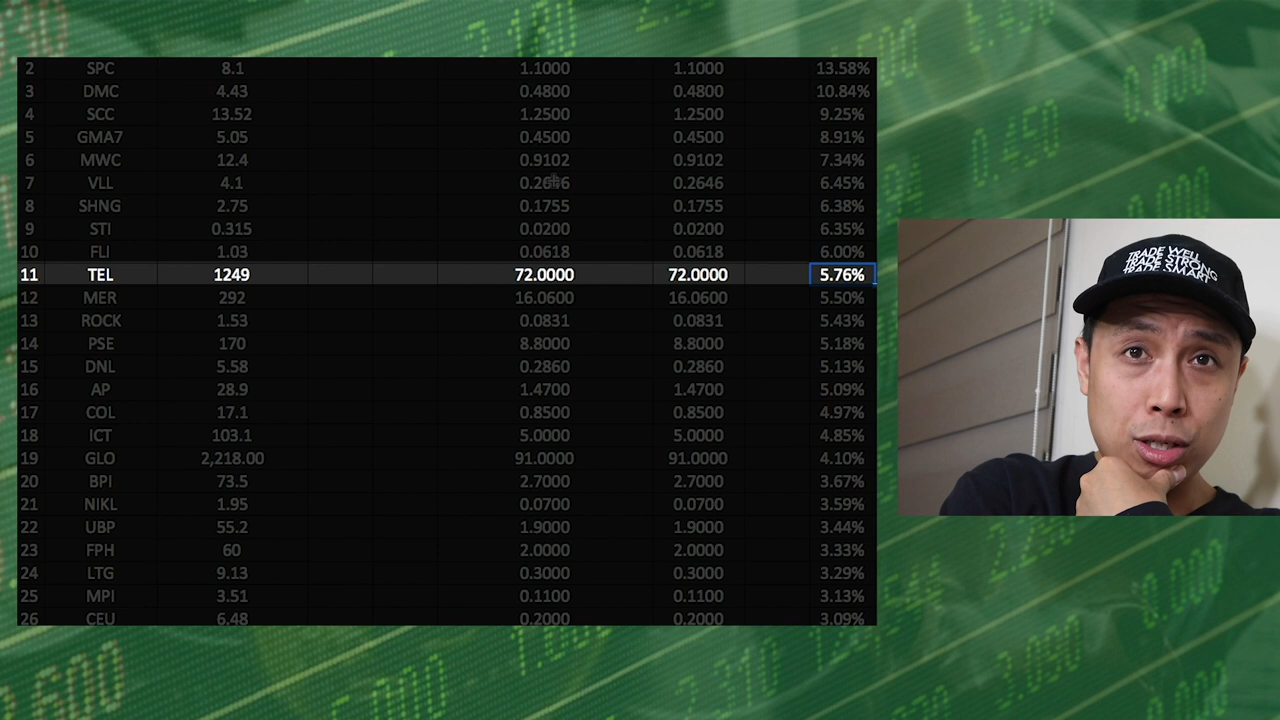 2 SPC 8.1 1.1000 1.1000 13.58%
3 DMC 4.43 0.4800 0.4800 10.84%
4 SCC 13.52 1.2500 1.2500 9.25%
5 GMA7 5.05 0.4500 0.4500 8.91%
6 MWC 12.4 0.9102 0.9102 7.34%
7 VLL 4.1 0.2646 0.2646 6.45%
8 SHNG 2.75 0.1755 0.1755 6.38%
9 STI 0.315 0.0200 0.0200 6.35%
10 FLI 1.03 0.0618 0.0618 6.00%
11 TEL 1249 72.0000 72.0000 5.76%
12 MER 292 16.0600 16.0600 5.50%
13 ROCK 1.53 0.0831 0.0831 5.43%
14 PSE 170 8.8000 8.8000 5.18%
15 DNL 5.58 0.2860 0.2860 5.13%
16 AP 28.9 1.4700 1.4700 5.09%
17 COL 17.1 0.8500 0.8500 4.97%
18 ICT 103.1 5.0000 5.0000 4.85%
19 GLO 2,218.00 91.0000 91.0000 4.10%
20 BPI 73.5 2.7000 2.7000 3.67%
21 NIKL 1.95 0.0700 0.0700 3.59%
22 UBP 55.2 1.9000 1.9000 3.44%
23 FPH 60 2.0000 2.0000 3.33%
24 LTG 9.13 0.3000 0.3000 3.29%
25 MPI 3.51 0.1100 0.1100 3.13%
26 CEU 6.48 0.2000 0.2000 3.09%
TRADE WELL
TRADE STRONG
TRADE SMART
0.000
0.450
2.310
3.090
0.000